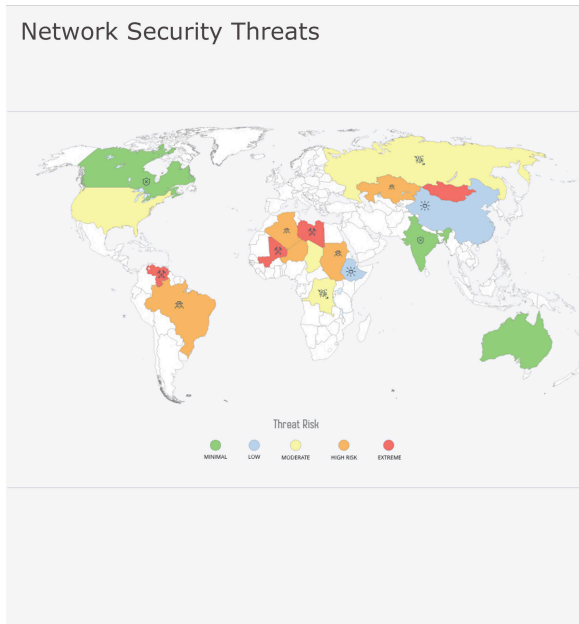 Network Security Threats
Threat Risk
MINIMAL LOW MODERATE HIGH RISK EXTREME